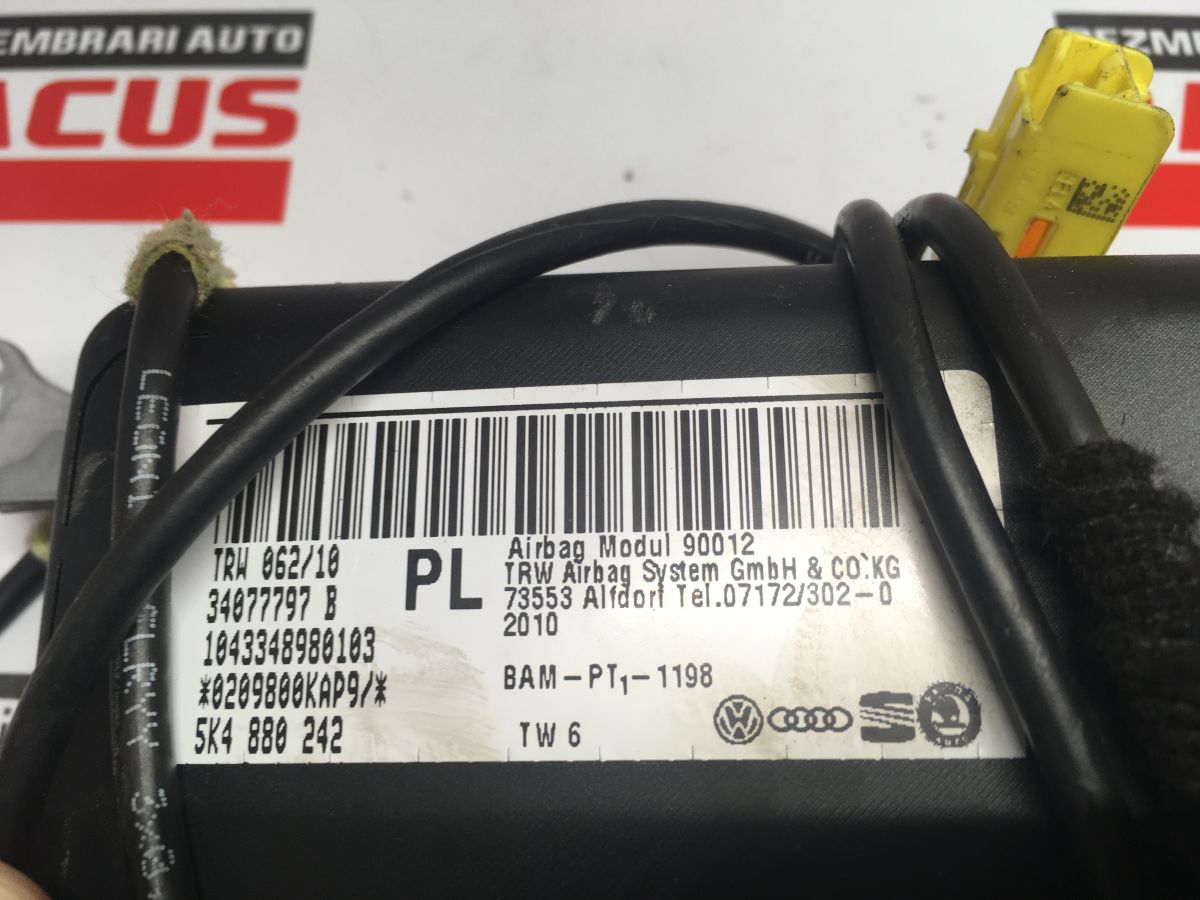 EMBRARI AUTO
ACUS
EZM
TRW 062/10
34077797 B
1043348980103
*0209800KAP9/*
5K4 880 242
PL
Airbag Modul 90012
TRW Airbag System GmbH & CO.KG
73553 Alfdorf Tel.07172/302-0
2010
BAM-PT1-1198
TW 6